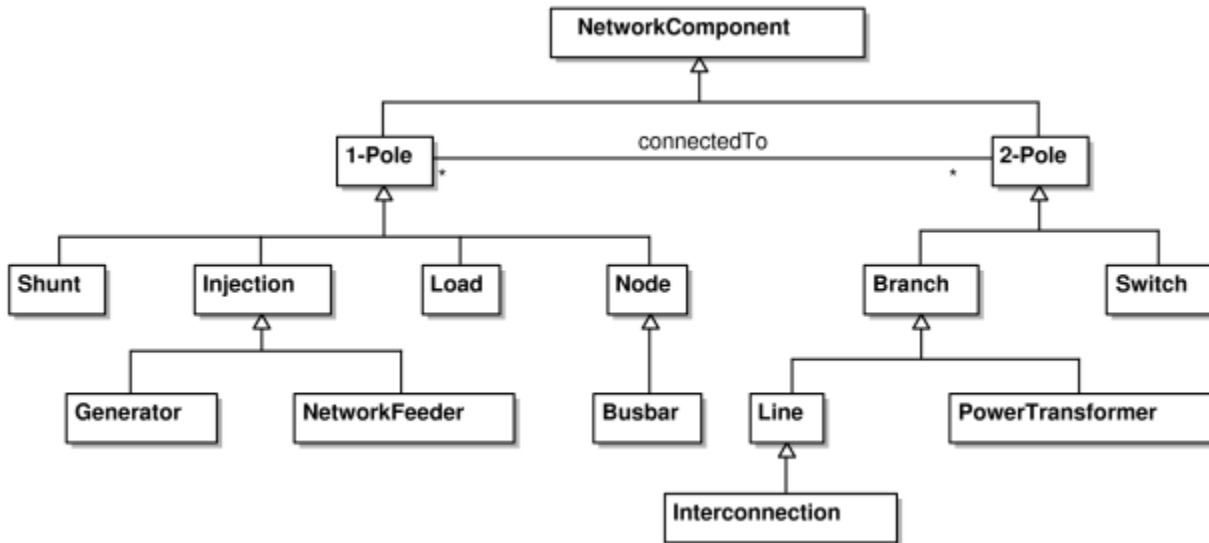 NetworkComponent
connectedTo
1-Pole
2-Pole
*
*
Shunt
Injection
Load
Node
Branch
Switch
Generator
NetworkFeeder
Busbar
Line
PowerTransformer
Interconnection